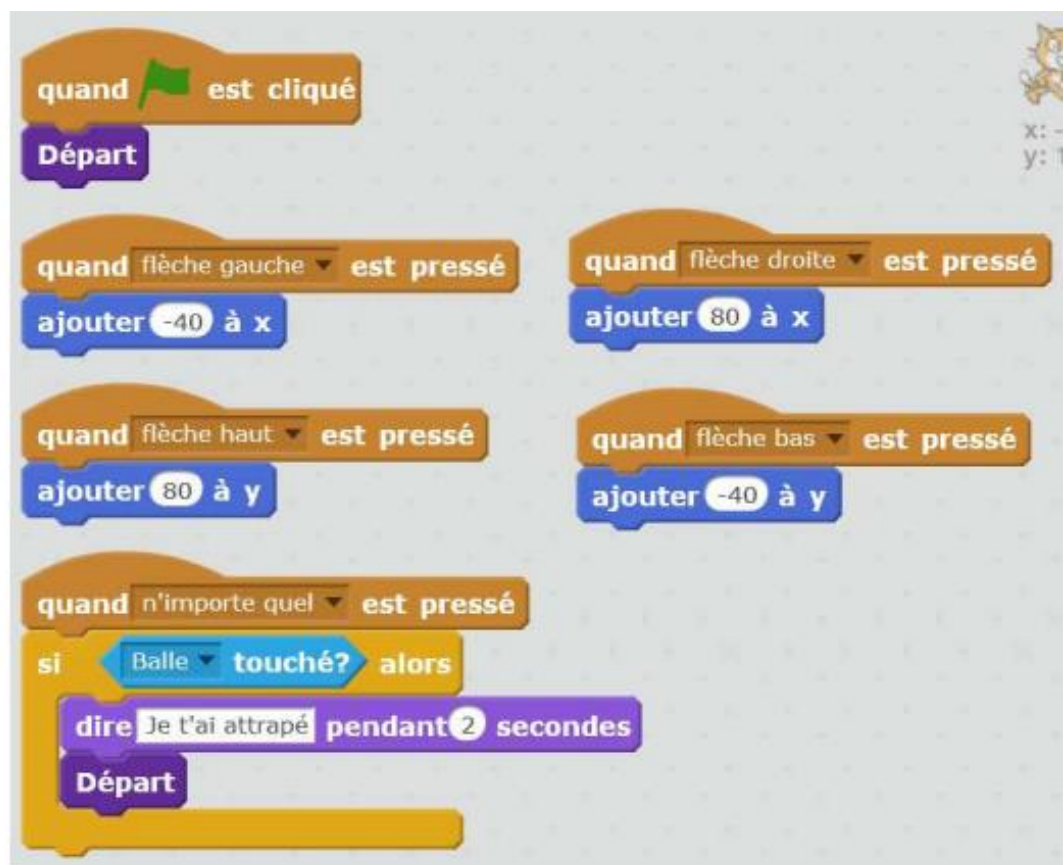 quand est cliqué
Départ
x: -
y: 1
quand flèche gauche est pressé
ajouter -40 à x
quand flèche droite est pressé
ajouter 80 à x
quand flèche haut est pressé
ajouter 80 à y
quand flèche bas est pressé
ajouter -40 à y
quand n'importe quel est pressé
si Balle touché? alors
dire Je t'ai attrapé pendant 2 secondes
Départ